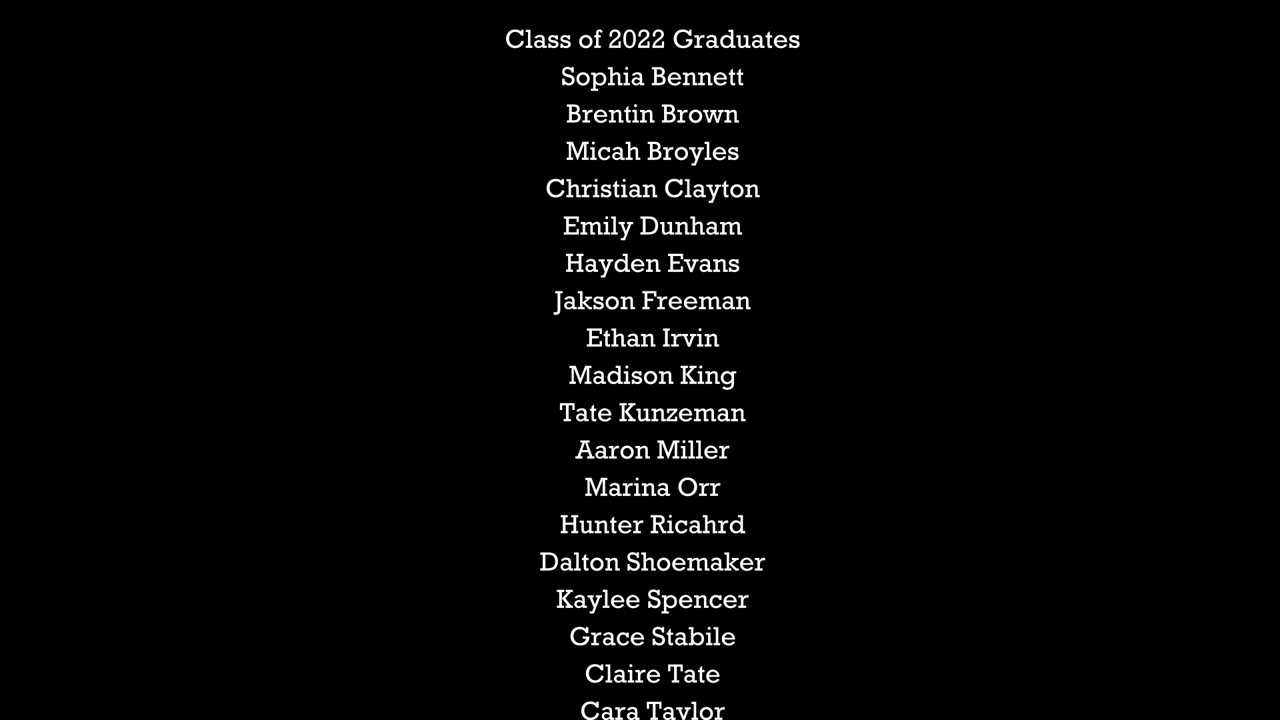 Class of 2022 Graduates
Sophia Bennett
Brentin Brown
Micah Broyles
Christian Clayton
Emily Dunham
Hayden Evans
Jakson Freeman
Ethan Irvin
Madison King
Tate Kunzeman
Aaron Miller
Marina Orr
Hunter Ricahrd
Dalton Shoemaker
Kaylee Spencer
Grace Stabile
Claire Tate
Cara Taylor